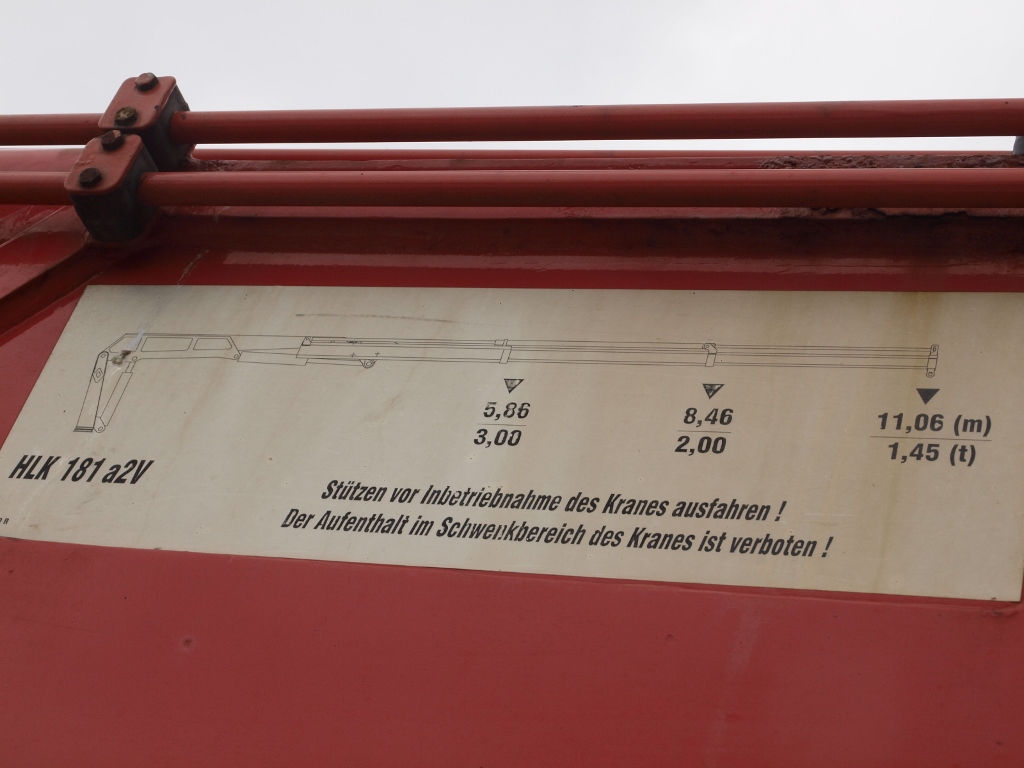 5,86
3,00
8,46
2,00
11,06 (m)
1,45 (t)
HLK 181 a2V
Stützen vor Inbetriebnahme des Kranes ausfahren !
Der Aufenthalt im Schwenkbereich des Kranes ist verboten !